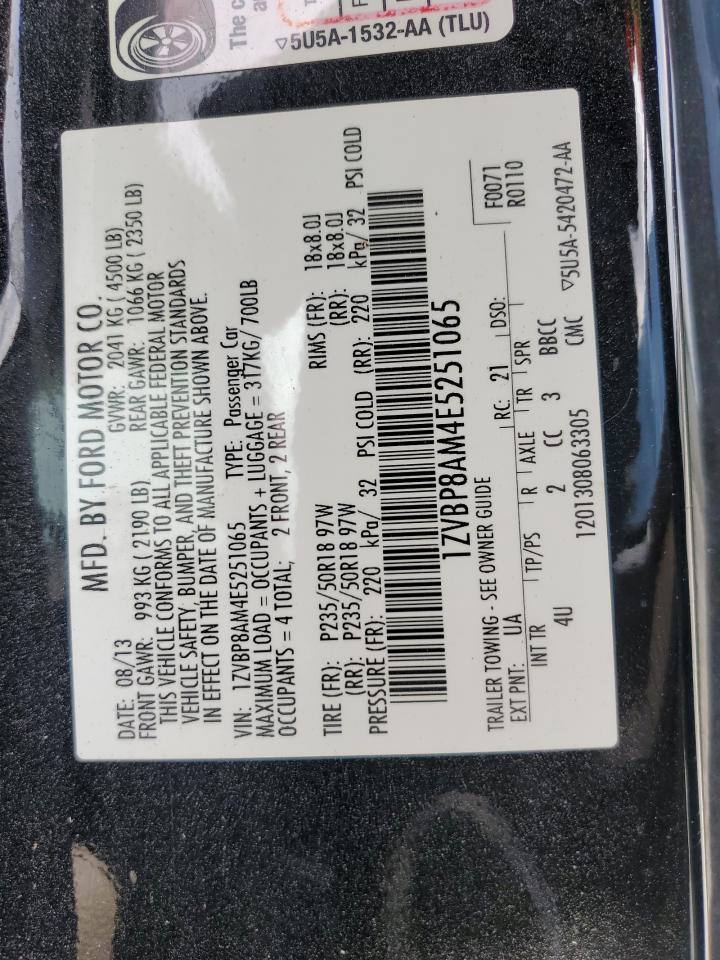 The c
a
▽5U5A-1532-AA (TLU)
MFD. BY FORD MOTOR CO.
DATE: 08/13 GVWR: 2041 KG ( 4500 LB)
FRONT GAWR: 993 KG ( 2190 LB) REAR GAWR: 1066 KG ( 2350 LB)
THIS VEHICLE CONFORMS TO ALL APPLICABLE FEDERAL MOTOR
VEHICLE SAFETY, BUMPER, AND THEFT PREVENTION STANDARDS
IN EFFECT ON THE DATE OF MANUFACTURE SHOWN ABOVE.
VIN: 1ZVBP8AM4E5251065 TYPE: Passenger Car
MAXIMUM LOAD = OCCUPANTS + LUGGAGE = 317KG/ 700LB
OCCUPANTS = 4 TOTAL; 2 FRONT, 2 REAR
TIRE (FR): P235/50R18 97W RIMS (FR): 18x8.0J
(RR): P235/50R18 97W (RR): 18x8.0J
PRESSURE (FR): 220 kPa/ 32 PSI COLD (RR): 220 kPa/ 32 PSI COLD
1ZVBP8AM4E5251065
TRAILER TOWING - SEE OWNER GUIDE F0071
EXT PNT: UA RC: 21 DSO: R0110
INT TR TP/PS R AXLE TR SPR
4U 2 CC 3 BBCC
1201308063305 CMC ▽5U5A-5420472-AA